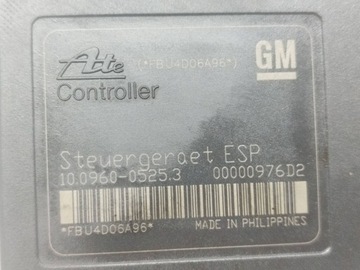 Ate (*FBU4D06A96*) GM
Controller
Steuergeraet ESP
10.0960-0525.3 00000976D2
*FBU4D06A96* MADE IN PHILIPPINES